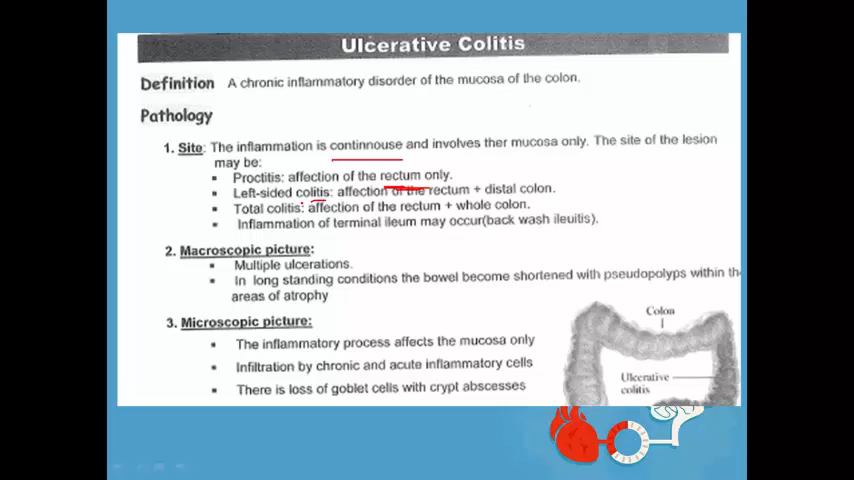 Ulcerative Colitis
Definition A chronic inflammatory disorder of the mucosa of the colon.
Pathology
1. Site: The inflammation is continnouse and involves ther mucosa only. The site of the lesion
may be:
▪ Proctitis: affection of the rectum only.
▪ Left-sided colitis: affection of the rectum + distal colon.
▪ Total colitis: affection of the rectum + whole colon.
▪ Inflammation of terminal ileum may occur(back wash ileuitis).
2. Macroscopic picture:
▪ Multiple ulcerations.
▪ In long standing conditions the bowel become shortened with pseudopolyps within the
areas of atrophy
3. Microscopic picture:
▪ The inflammatory process affects the mucosa only
▪ Infiltration by chronic and acute inflammatory cells
▪ There is loss of goblet cells with crypt abscesses
Colon
Ulcerative
colitis